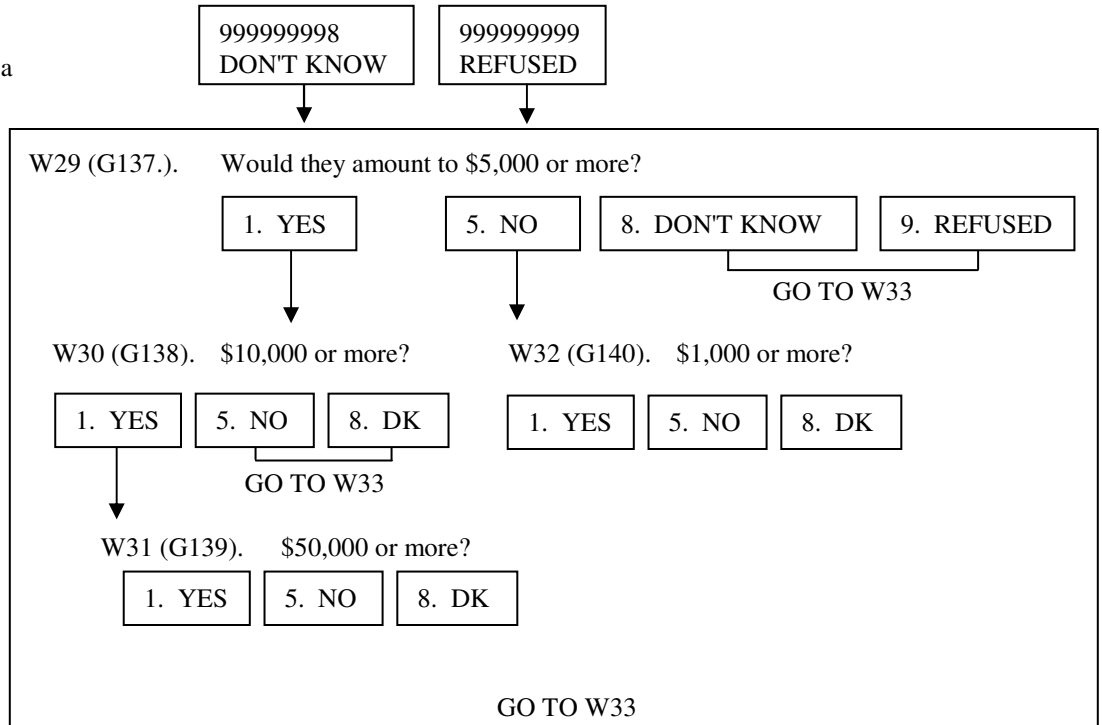 999999998 999999999
a DON'T KNOW REFUSED
W29 (G137.). Would they amount to $5,000 or more?
1. YES 5. NO 8. DON'T KNOW 9. REFUSED
GO TO W33
W30 (G138). $10,000 or more? W32 (G140). $1,000 or more?
1. YES 5. NO 8. DK 1. YES 5. NO 8. DK
GO TO W33
W31 (G139). $50,000 or more?
1. YES 5. NO 8. DK
GO TO W33